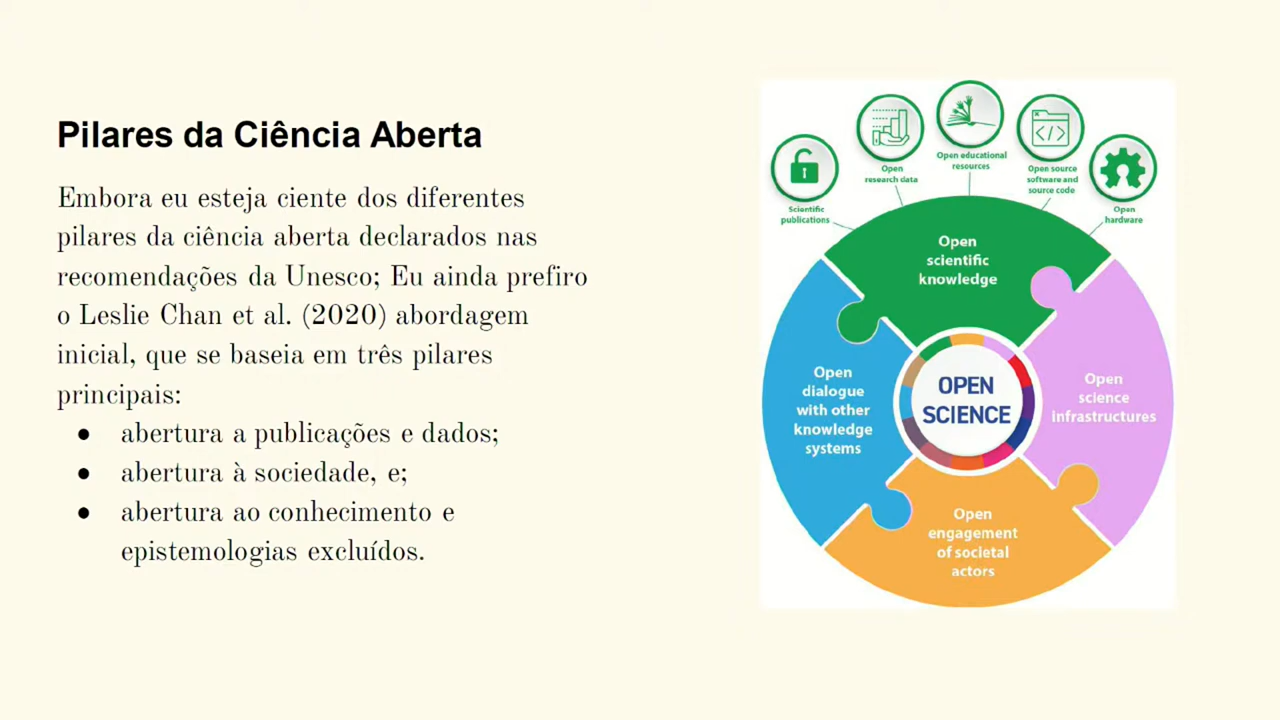 Pilares da Ciência Aberta
Embora eu esteja ciente dos diferentes
pilares da ciência aberta declarados nas
recomendações da Unesco; Eu ainda prefiro
o Leslie Chan et al. (2020) abordagem
inicial, que se baseia em três pilares
principais:
● abertura a publicações e dados;
● abertura à sociedade, e;
● abertura ao conhecimento e
epistemologias excluídos.
Scientific
publications
Open
research data
Open educational
resources
Open source
software and
source code
Open
hardware
Open
scientific
knowledge
Open
dialogue
with other
knowledge
systems
OPEN
SCIENCE
Open
science
infrastructures
Open
engagement
of societal
actors